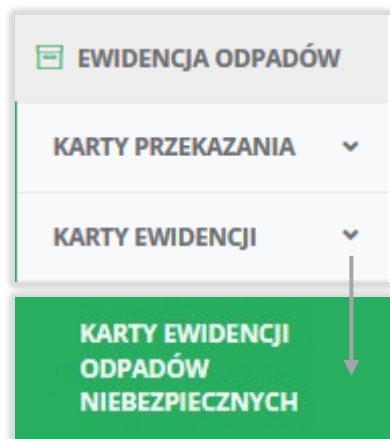 EWIDENCJA ODPADÓW
KARTY PRZEKAZANIA
KARTY EWIDENCJI
KARTY EWIDENCJI
ODPADÓW
NIEBEZPIECZNYCH